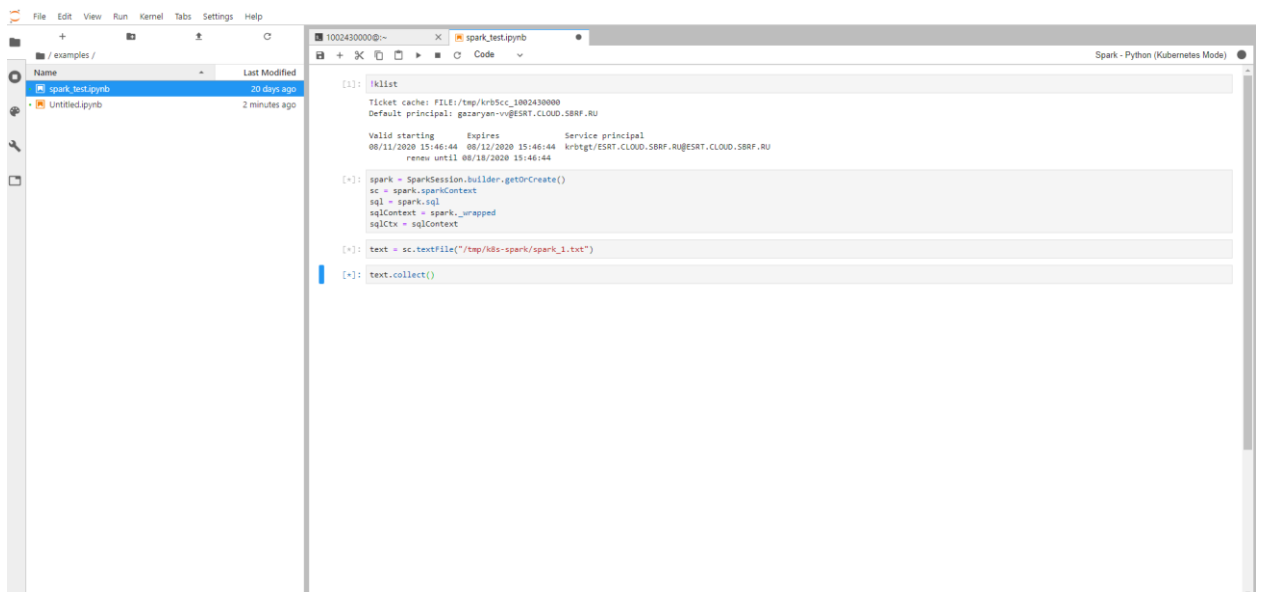 File Edit View Run Kernel Tabs Settings Help
/ examples /
Name Last Modified
spark_test.ipynb 20 days ago
Untitled.ipynb 2 minutes ago
1002430000@:~ spark_test.ipynb
Code Spark - Python (Kubernetes Mode)
[1]: !klist
Ticket cache: FILE:/tmp/krb5cc_1002430000
Default principal: gazaryan-vv@ESRT.CLOUD.SBRF.RU
Valid starting Expires Service principal
08/11/2020 15:46:44 08/12/2020 15:46:44 krbtgt/ESRT.CLOUD.SBRF.RU@ESRT.CLOUD.SBRF.RU
renew until 08/18/2020 15:46:44
[*]: spark = SparkSession.builder.getOrCreate()
sc = spark.sparkContext
sql = spark.sql
sqlContext = spark._wrapped
sqlCtx = sqlContext
[*]: text = sc.textFile("/tmp/k8s-spark/spark_1.txt")
[*]: text.collect()